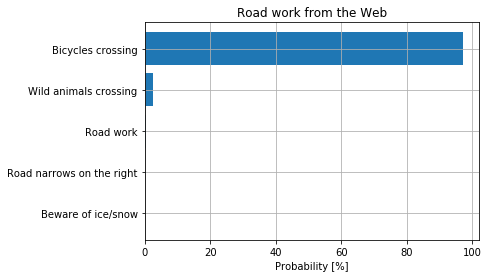 Road work from the Web
Bicycles crossing
Wild animals crossing
Road work
Road narrows on the right
Beware of ice/snow
0 20 40 60 80 100
Probability [%]